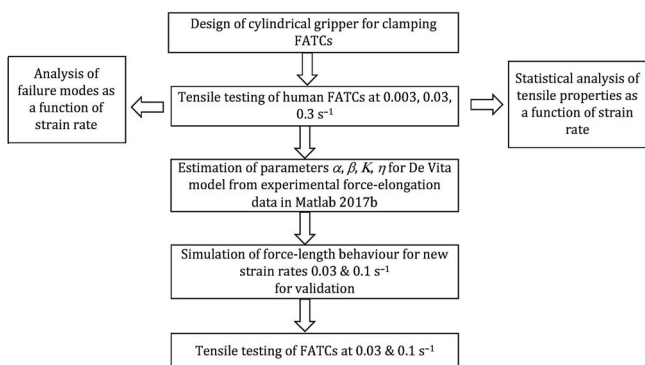 Design of cylindrical gripper for clamping
FATCs
Analysis of
failure modes as
a function of
strain rate
Tensile testing of human FATCs at 0.003, 0.03,
0.3 s⁻¹
Statistical analysis of
tensile properties as
a function of strain
rate
Estimation of parameters α, β, K, η for De Vita
model from experimental force-elongation
data in Matlab 2017b
Simulation of force-length behaviour for new
strain rates 0.03 & 0.1 s⁻¹
for validation
Tensile testing of FATCs at 0.03 & 0.1 s⁻¹